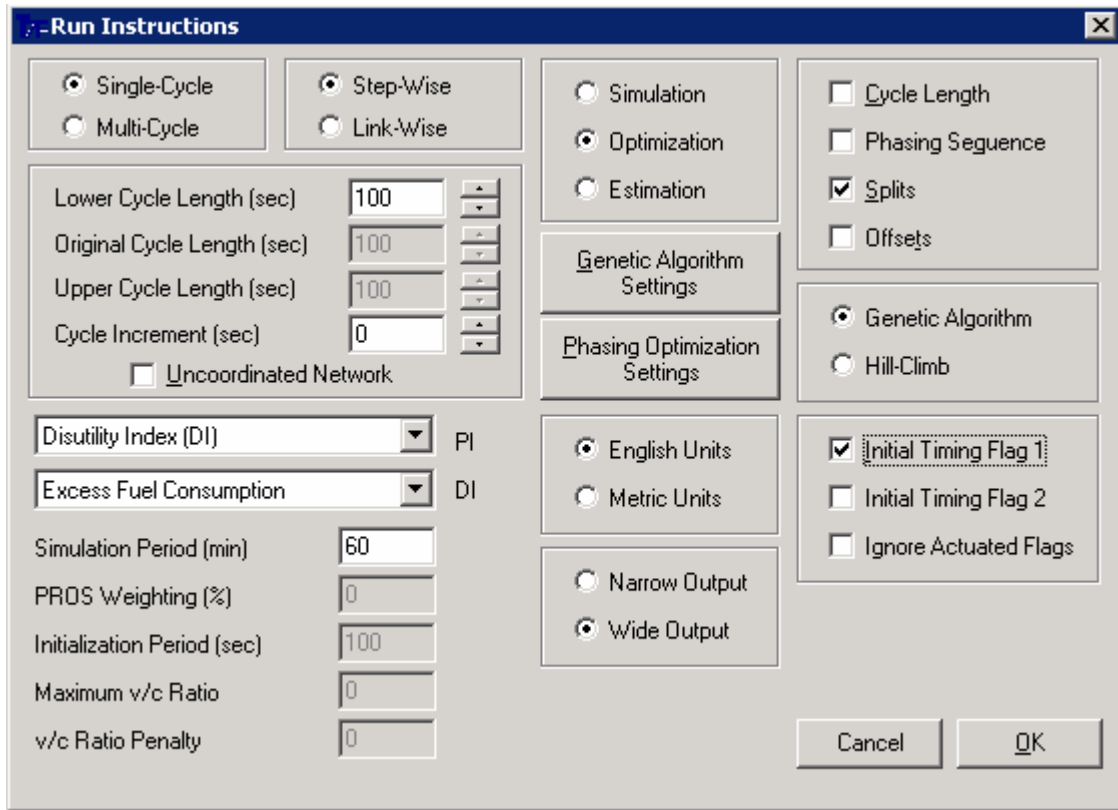 Run Instructions
Single-Cycle
Multi-Cycle
Step-Wise
Link-Wise
Lower Cycle Length (sec) 100
Original Cycle Length (sec) 100
Upper Cycle Length (sec) 100
Cycle Increment (sec) 0
Uncoordinated Network
Disutility Index (DI) PI
Excess Fuel Consumption DI
Simulation Period (min) 60
PROS Weighting (%) 0
Initialization Period (sec) 100
Maximum v/c Ratio 0
v/c Ratio Penalty 0
Simulation
Optimization
Estimation
Genetic Algorithm
Settings
Phasing Optimization
Settings
English Units
Metric Units
Narrow Output
Wide Output
Cycle Length
Phasing Sequence
Splits
Offsets
Genetic Algorithm
Hill-Climb
Initial Timing Flag 1
Initial Timing Flag 2
Ignore Actuated Flags
Cancel
OK